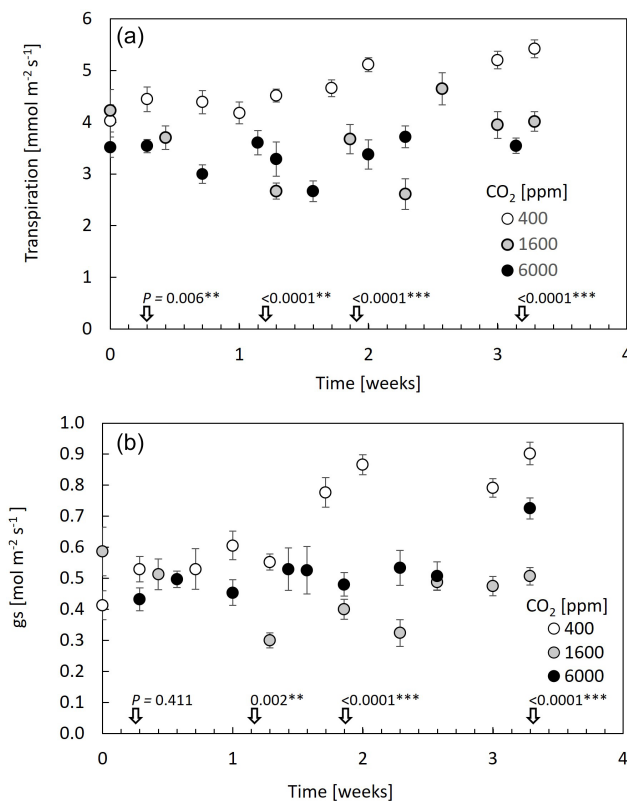 (a)
6
5
4
3
2
1
0
Transpiration [mmol m⁻² s⁻¹]
CO₂ [ppm]
400
1600
6000
P = 0.006** <0.0001** <0.0001*** <0.0001***
0 1 2 3 4
Time [weeks]
(b)
1.0
0.9
0.8
0.7
0.6
0.5
0.4
0.3
0.2
0.1
0.0
gs [mol m⁻² s⁻¹]
CO₂ [ppm]
400
1600
6000
P = 0.411 0.002** <0.0001*** <0.0001***
0 1 2 3 4
Time [weeks]